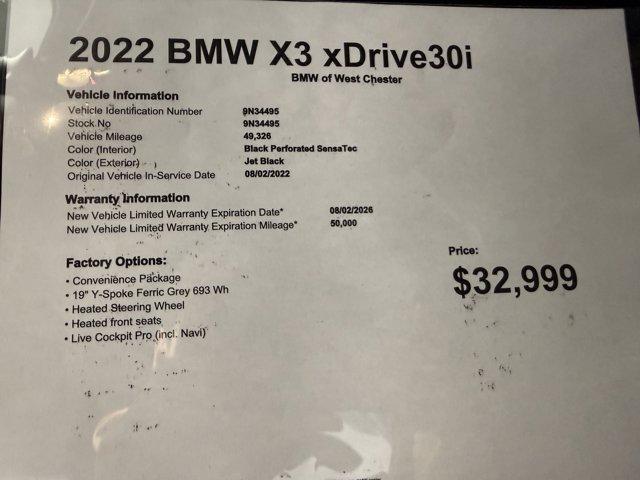 2022 BMW X3 xDrive30i
BMW of West Chester
Vehicle Information
Vehicle Identification Number 9N34495
Stock No 9N34495
Vehicle Mileage 49,326
Color (Interior) Black Perforated SensaTec
Color (Exterior) Jet Black
Original Vehicle In-Service Date 08/02/2022
Warranty Information
New Vehicle Limited Warranty Expiration Date* 08/02/2026
New Vehicle Limited Warranty Expiration Mileage* 50,000
Price:
$32,999
Factory Options:
• Convenience Package
• 19" Y-Spoke Ferric Grey 693 Wh
• Heated Steering Wheel
• Heated front seats
• Live Cockpit Pro (incl. Navi)